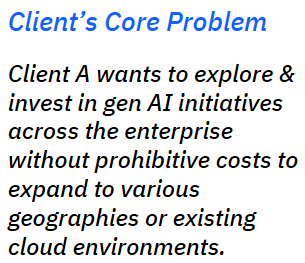 Client’s Core Problem
Client A wants to explore &
invest in gen AI initiatives
across the enterprise
without prohibitive costs to
expand to various
geographies or existing
cloud environments.